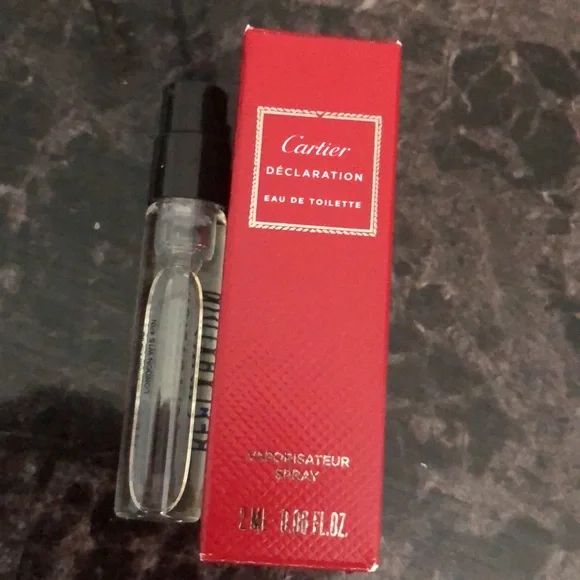 Cartier
DÉCLARATION
EAU DE TOILETTE
VAPORISATEUR
SPRAY
2 ML - 0.06 FL.OZ.